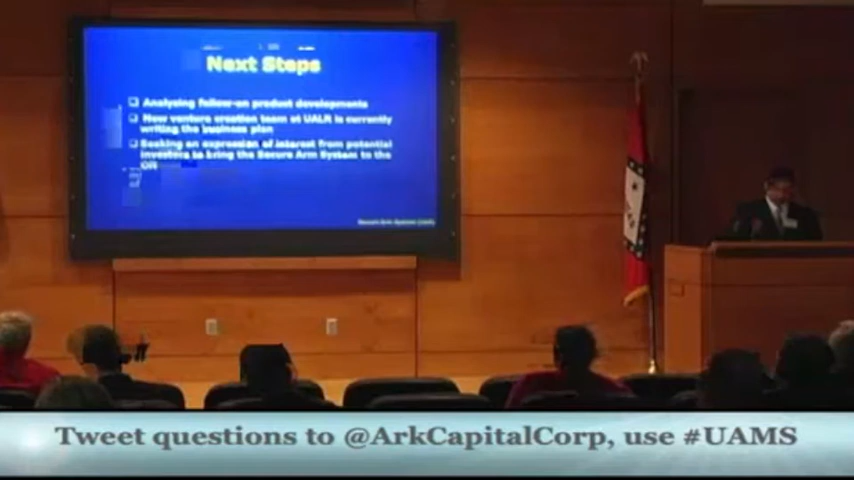 Next Steps
❑ Analyzing follow-on product developments
❑ New venture creation team at UALR is currently
writing the business plan
❑ Seeking an expression of interest from potential
investors to bring the Secure Arm System to the
OR
Tweet questions to @ArkCapitalCorp, use #UAMS